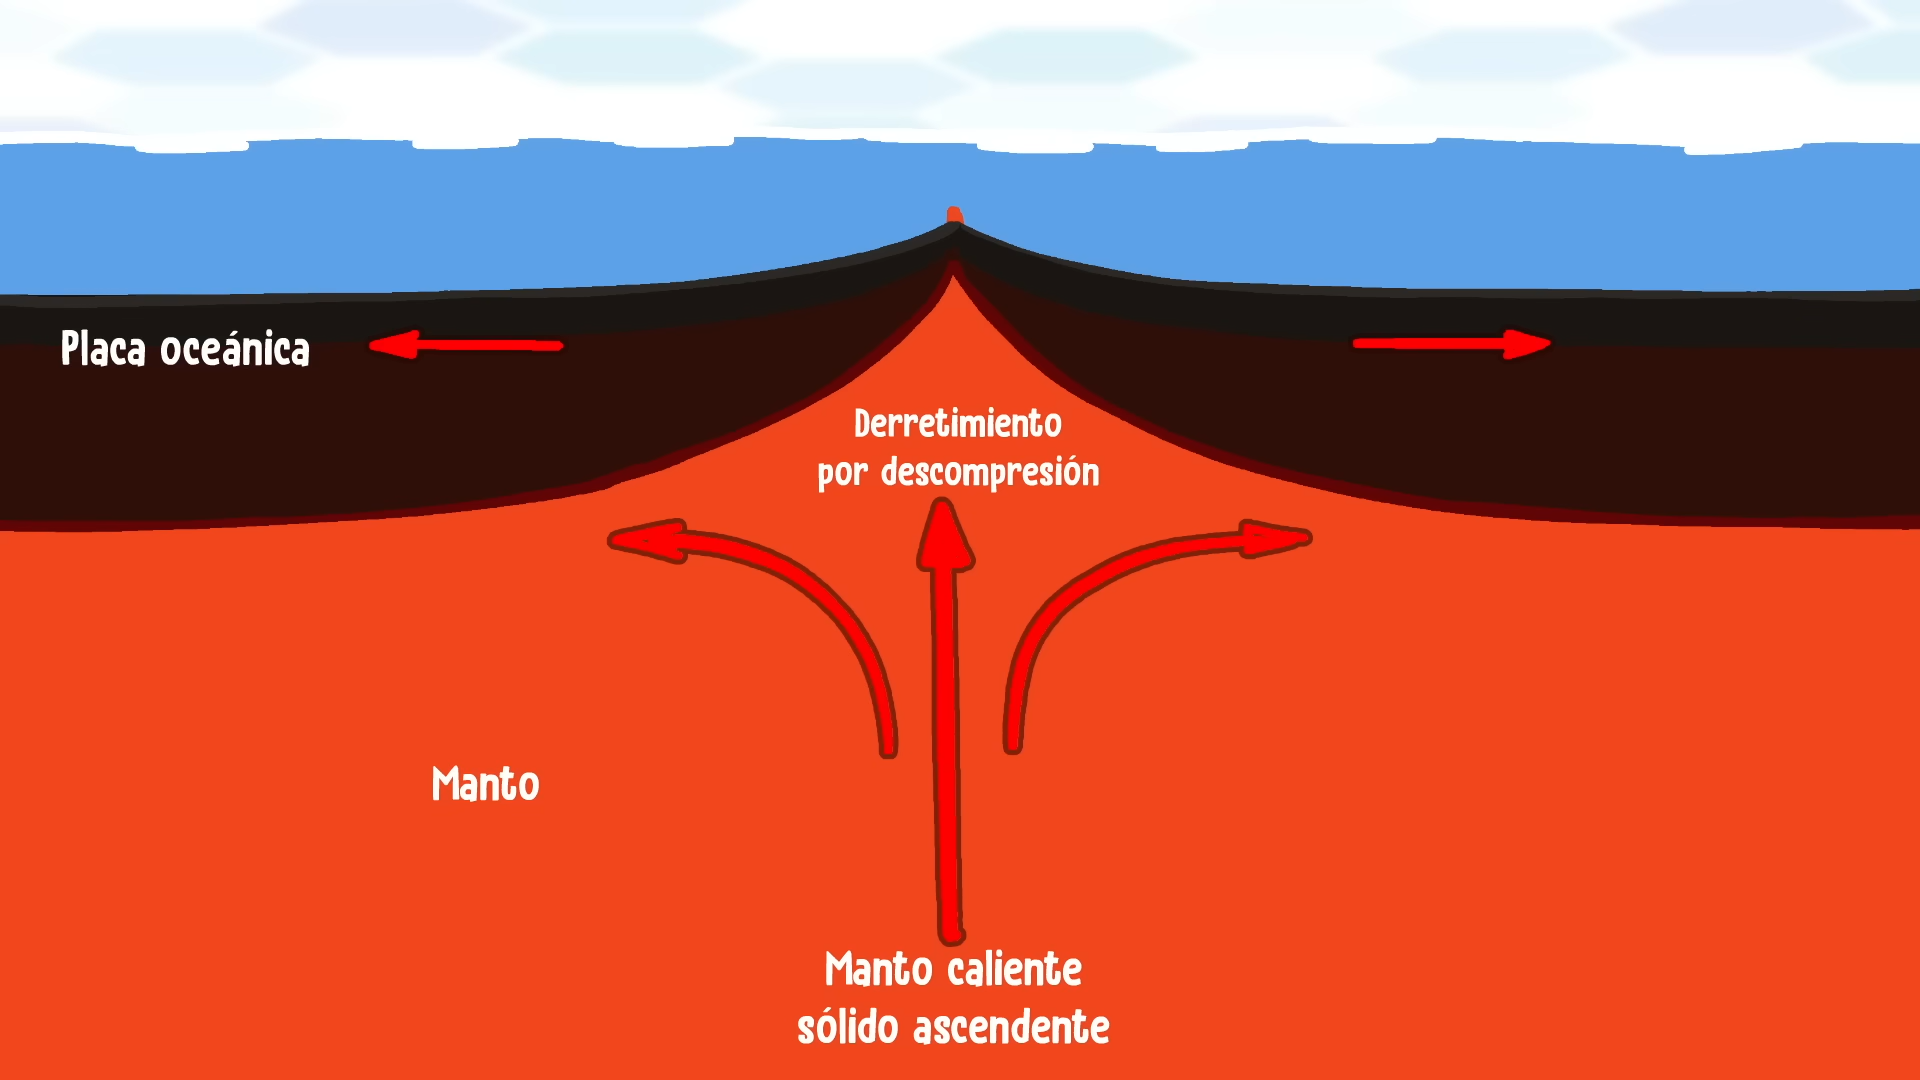 Placa oceánica
Derretimiento
por descompresión
Manto
Manto caliente
sólido ascendente